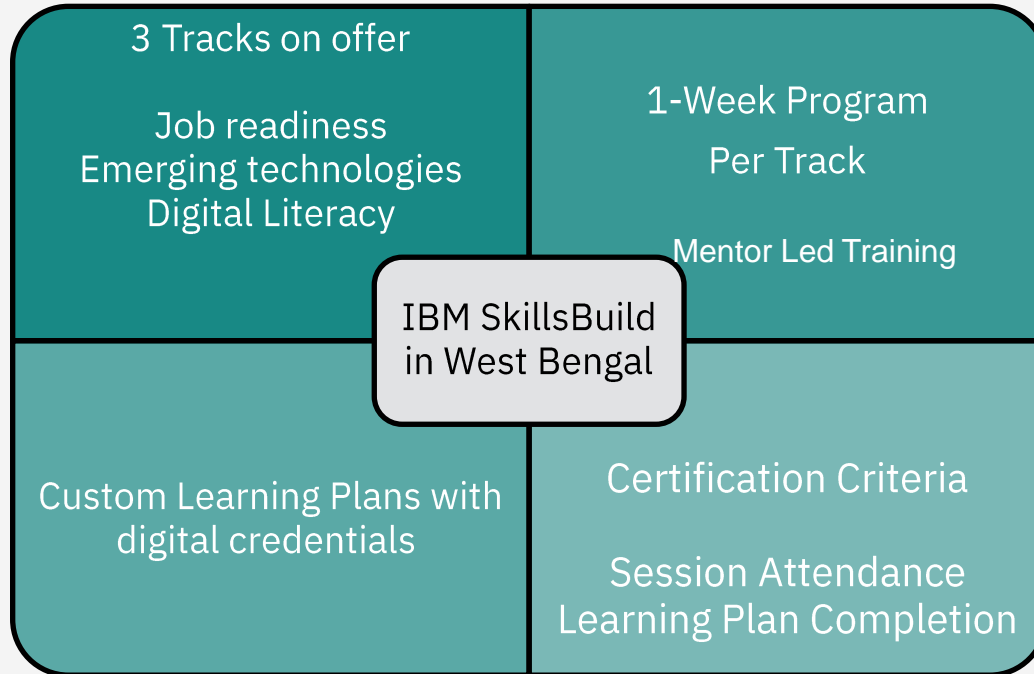 3 Tracks on offer
Job readiness
Emerging technologies
Digital Literacy
1-Week Program
Per Track
Mentor Led Training
IBM SkillsBuild
in West Bengal
Custom Learning Plans with
digital credentials
Certification Criteria
Session Attendance
Learning Plan Completion